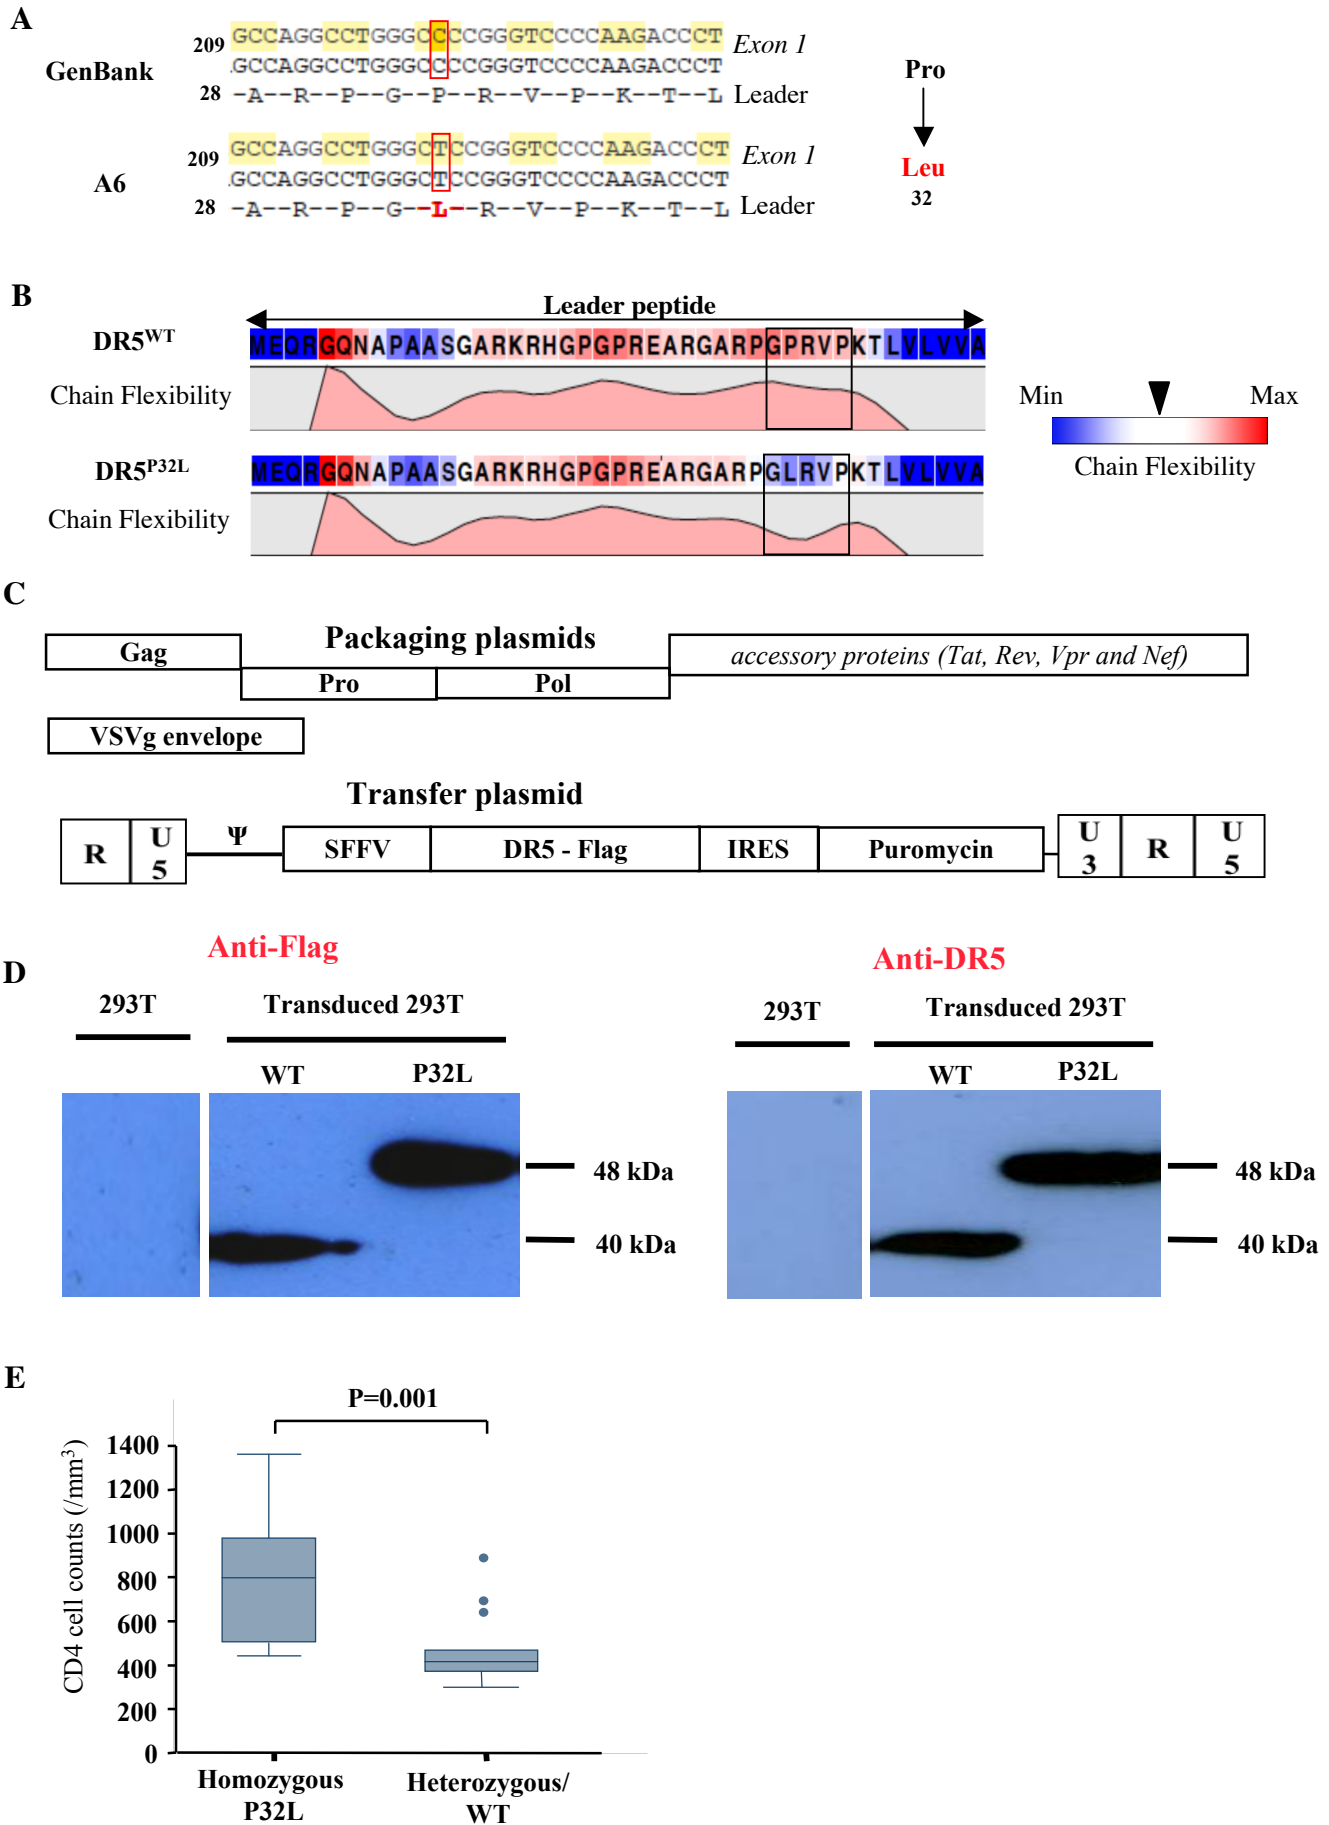 A
GenBank
209 GCCAGGCCTGGGCCCCGGGTCCCCAAGACCCT Exon 1
GCCAGGCCTGGGCCCCGGGTCCCCAAGACCCT
28 -A--R--P--G--P--R--V--P--K--T--L Leader
A6
209 GCCAGGCCTGGGCTCCGGGTCCCCAAGACCCT Exon 1
GCCAGGCCTGGGCTCCGGGTCCCCAAGACCCT
28 -A--R--P--G--L--R--V--P--K--T--L Leader
Pro
Leu
32
B
Leader peptide
DR5WT MEQRGQNAPAASGARKRHGPGPREARGARPGPRVPKTLVLVVA
Chain Flexibility
DR5P32L MEQRGQNAPAASGARKRHGPGPREARGARPGLRVPKTLVLVVA
Chain Flexibility
Min Max
Chain Flexibility
C
Packaging plasmids
Gag
Pro Pol
accessory proteins (Tat, Rev, Vpr and Nef)
VSVg envelope
Transfer plasmid
R U5 Ψ SFFV DR5 - Flag IRES Puromycin U3 R U5
D
Anti-Flag
293T Transduced 293T
WT P32L
48 kDa
40 kDa
Anti-DR5
293T Transduced 293T
WT P32L
48 kDa
40 kDa
E
P=0.001
CD4 cell counts (/mm3)
1400
1200
1000
800
600
400
200
0
Homozygous
P32L
Heterozygous/
WT